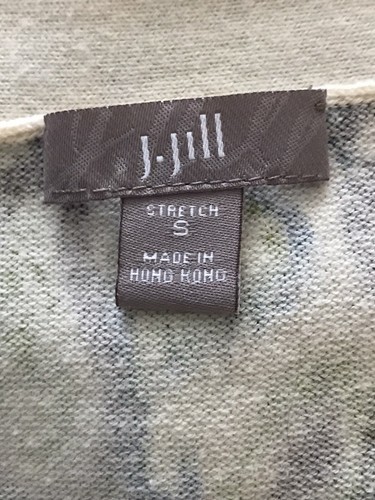 J.Jill
STRETCH
S
MADE IN
HONG KONG